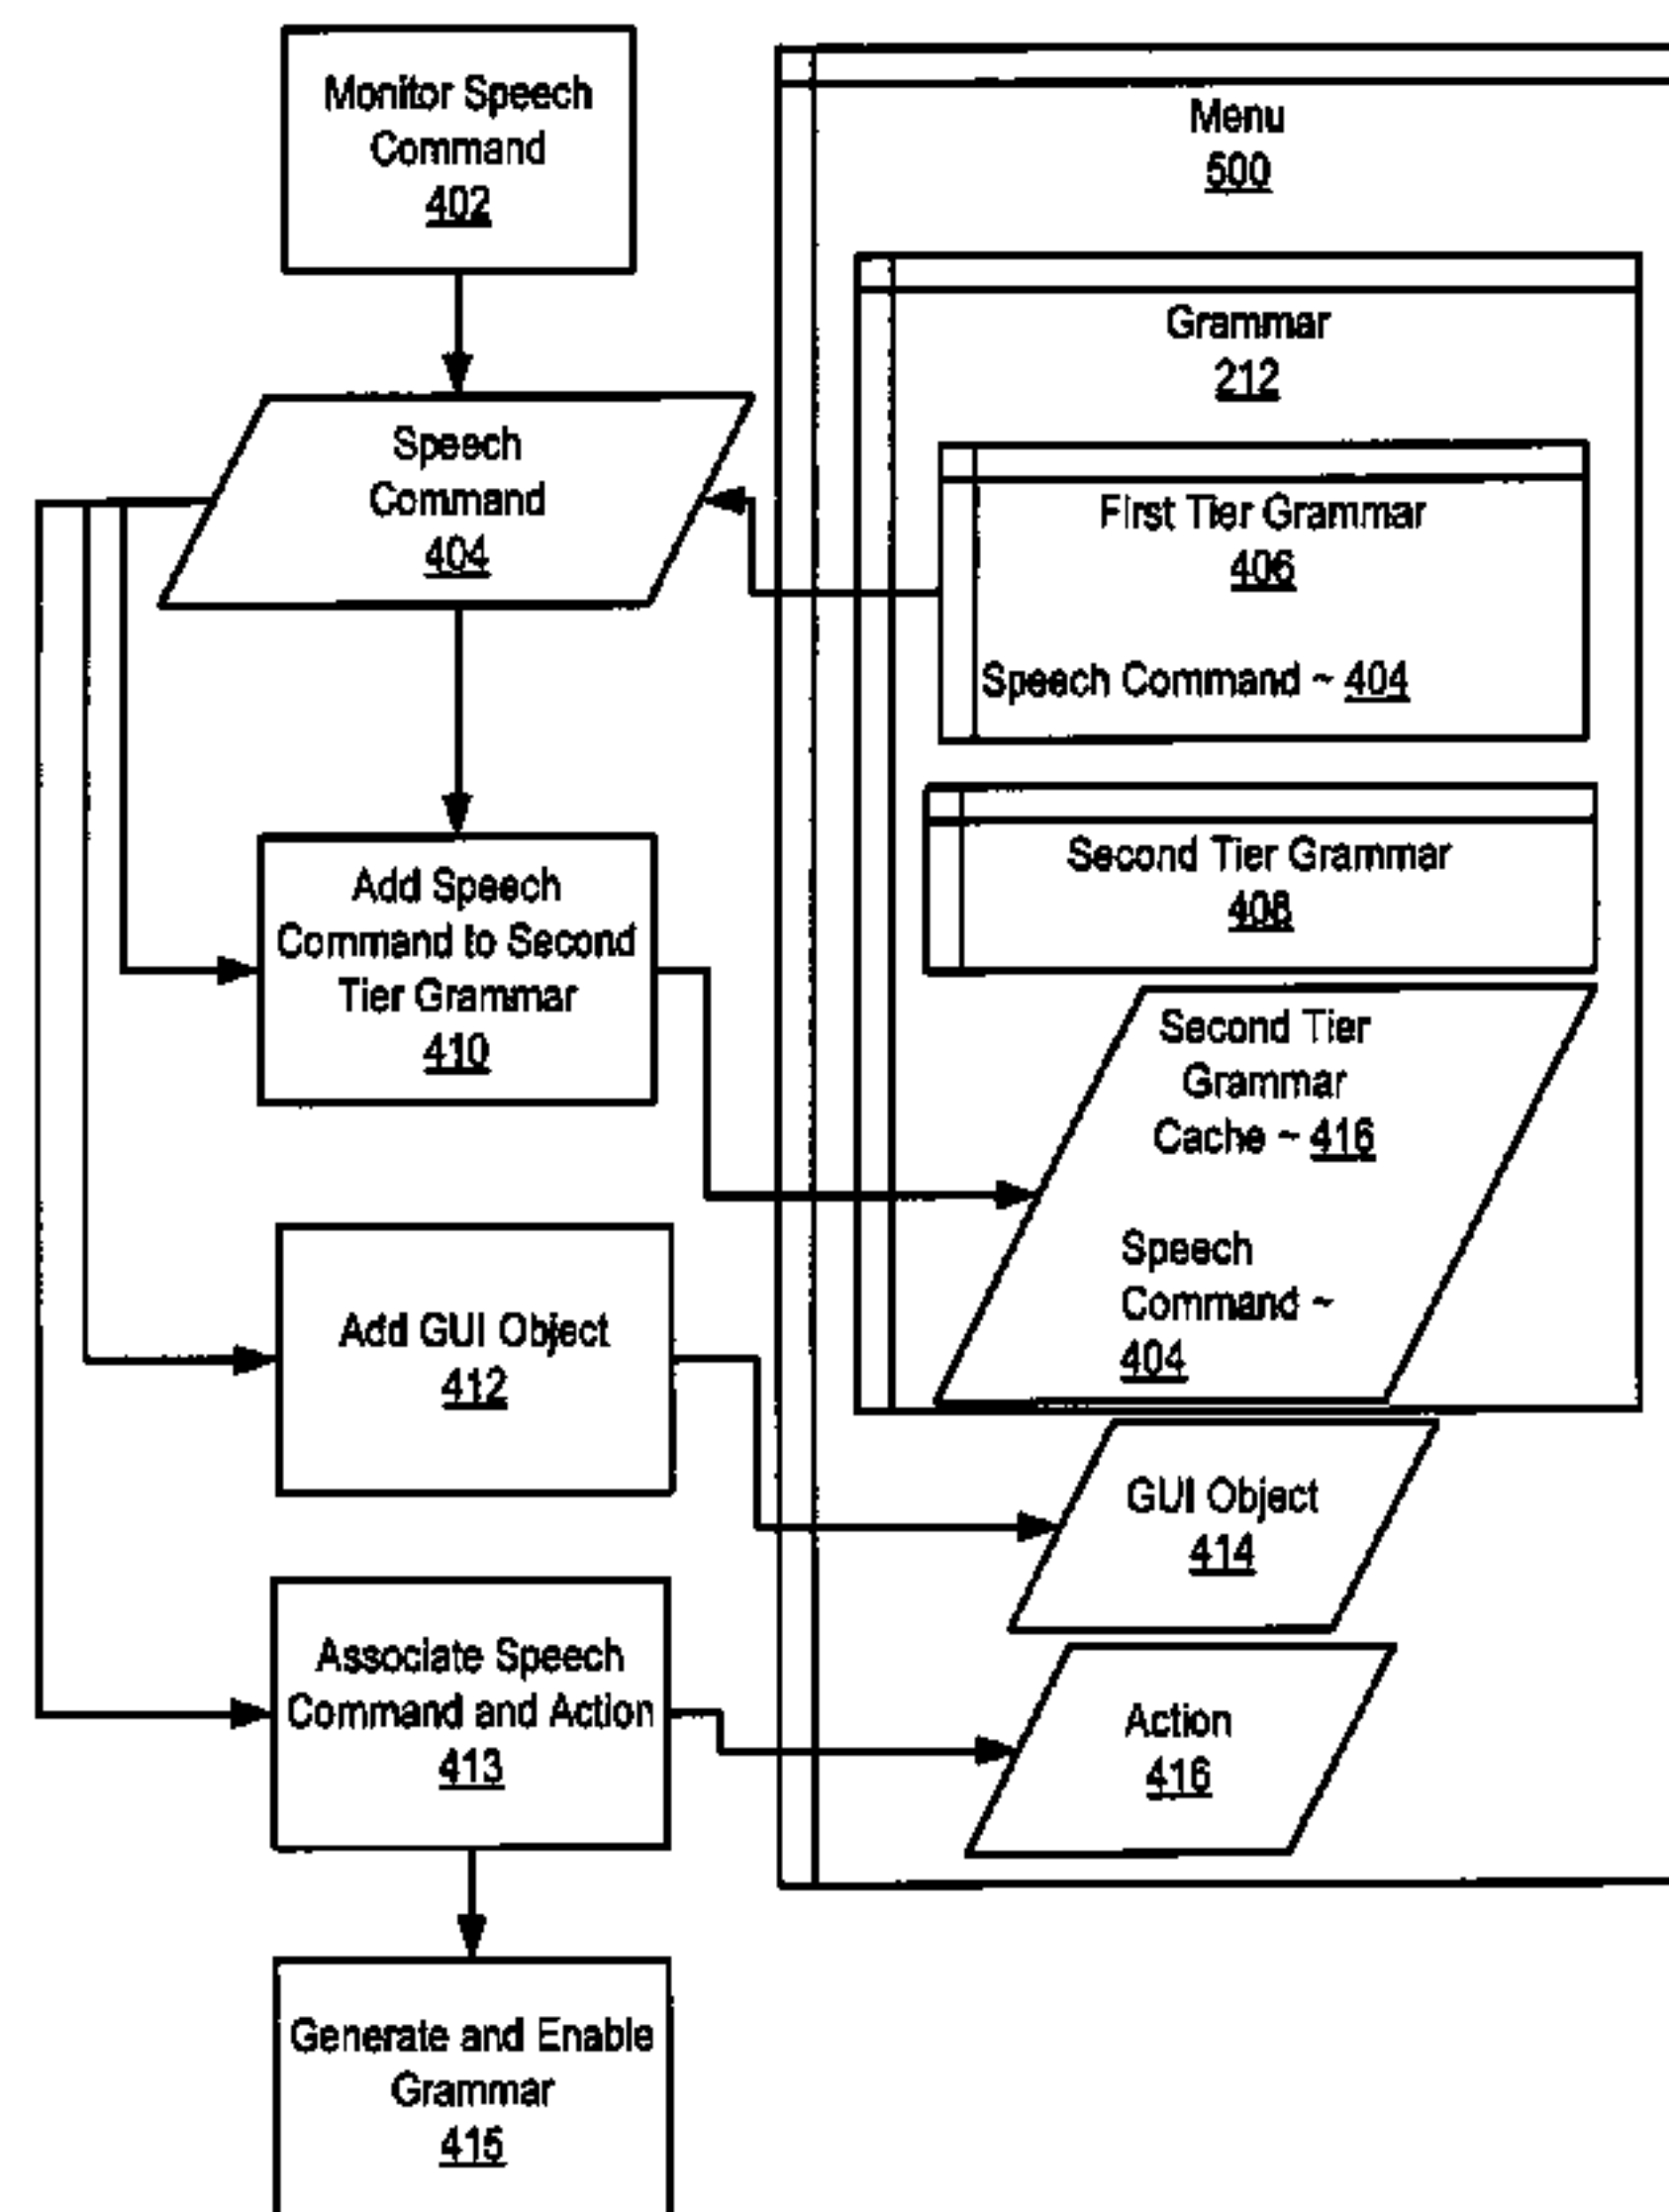 Monitor Speech
Command
402
Speech
Command
404
Add Speech
Command to Second
Tier Grammar
410
Add GUI Object
412
Associate Speech
Command and Action
413
Generate and Enable
Grammar
415
Menu
500
Grammar
212
First Tier Grammar
406
Speech Command ~ 404
Second Tier Grammar
408
Second Tier
Grammar
Cache ~ 416
Speech
Command ~
404
GUI Object
414
Action
416